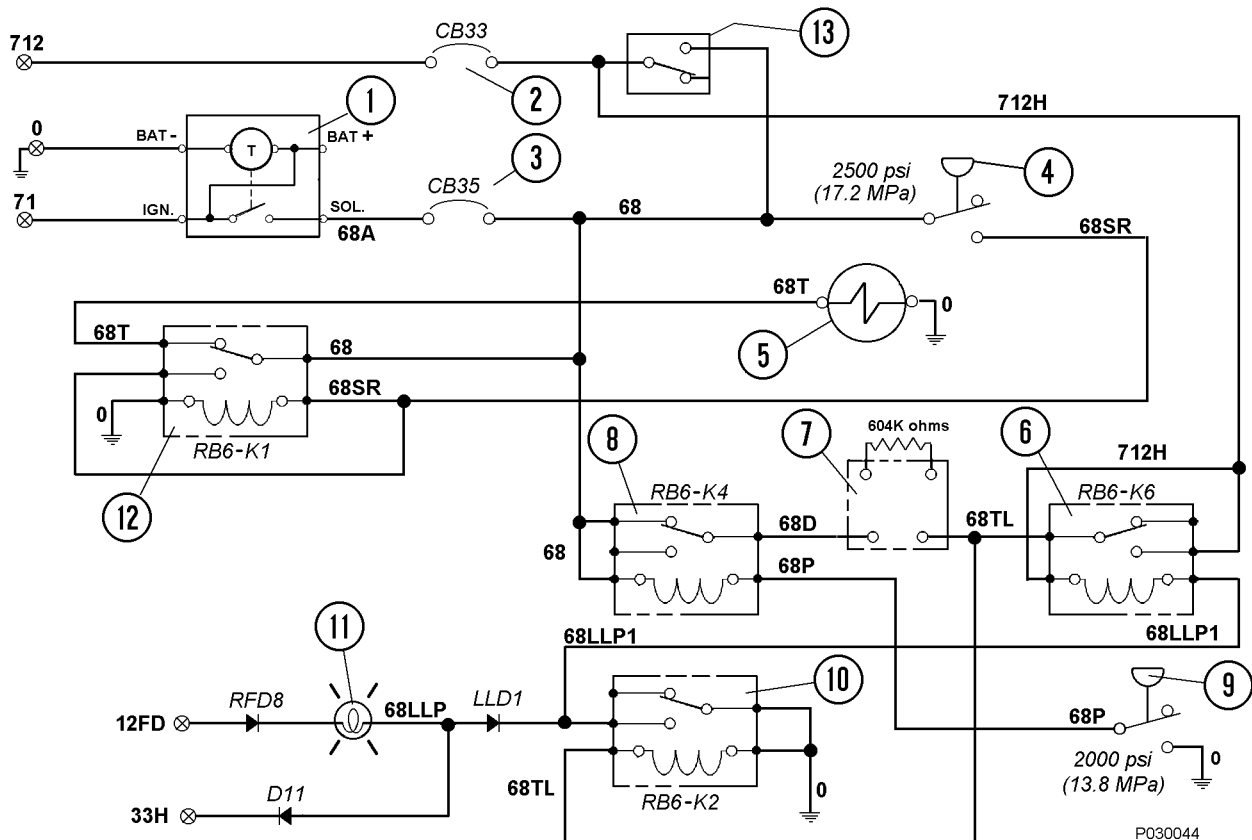 CB33
13
712
712H
2
1
0
BAT -
BAT +
T
3
2500 psi
(17.2 MPa)
4
71
IGN.
SOL.
68A
CB35
68
68SR
68T
0
5
68T
68
0
68SR
RB6-K1
12
8
7
604K ohms
6
712H
RB6-K4
RB6-K6
68D
68TL
68
68P
68LLP1
68LLP1
11
10
9
RFD8
68LLP
LLD1
12FD
68P
2000 psi
(13.8 MPa)
0
68TL
RB6-K2
0
33H
D11
P030044